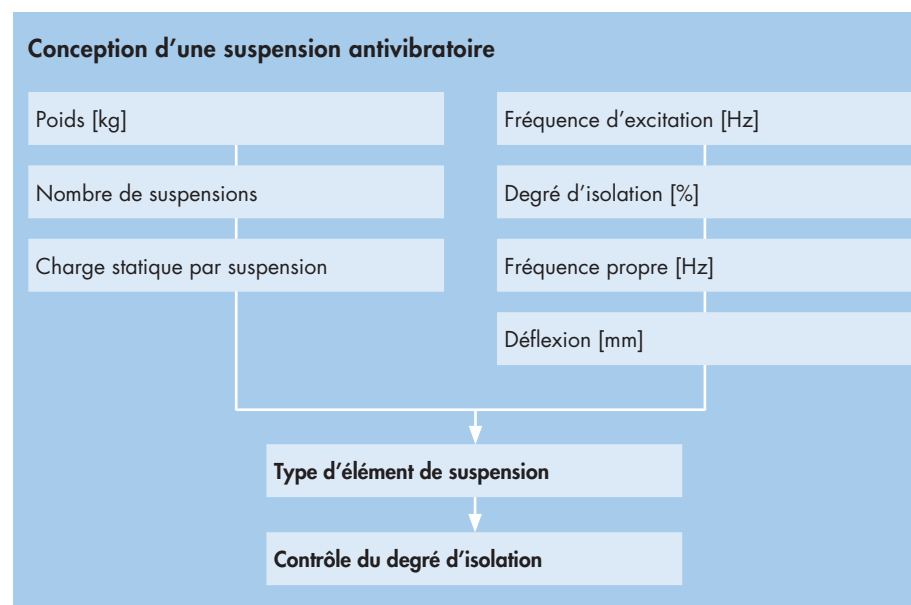 Conception d’une suspension antivibratoire
Poids [kg]
Nombre de suspensions
Charge statique par suspension
Fréquence d’excitation [Hz]
Degré d’isolation [%]
Fréquence propre [Hz]
Déflexion [mm]
Type d’élément de suspension
Contrôle du degré d’isolation